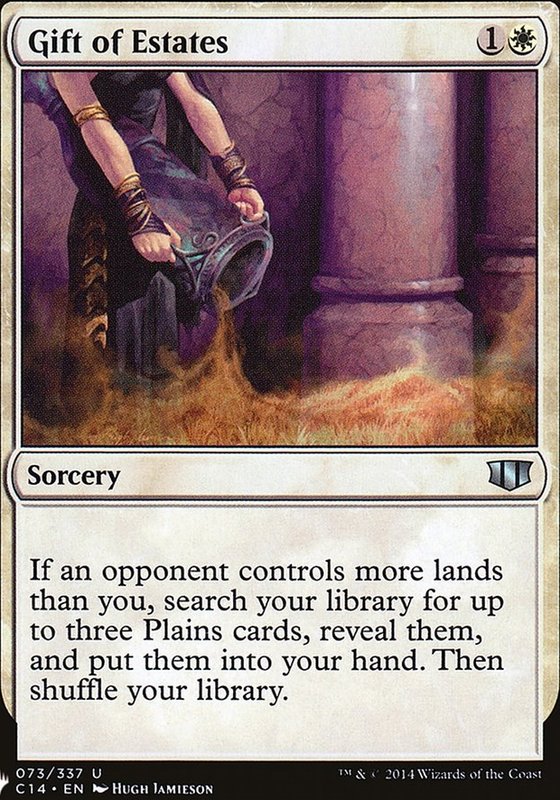 Gift of Estates 1
Sorcery
If an opponent controls more lands
than you, search your library for up
to three Plains cards, reveal them,
and put them into your hand. Then
shuffle your library.
073/337 U
C14 • EN Hugh Jamieson
™ & © 2014 Wizards of the Coast